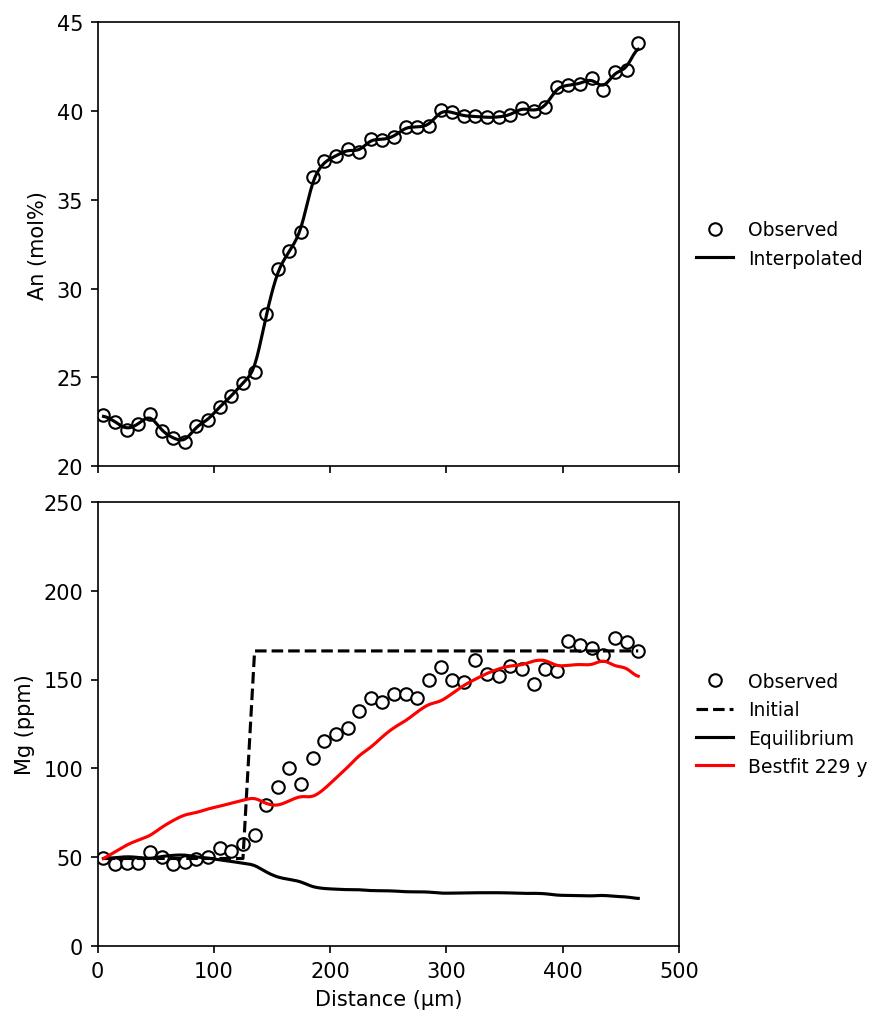 45
40
35
30
25
20
An (mol%)
Observed
Interpolated
250
200
150
100
50
0
Mg (ppm)
Observed
Initial
Equilibrium
Bestfit 229 y
0 100 200 300 400 500
Distance (μm)